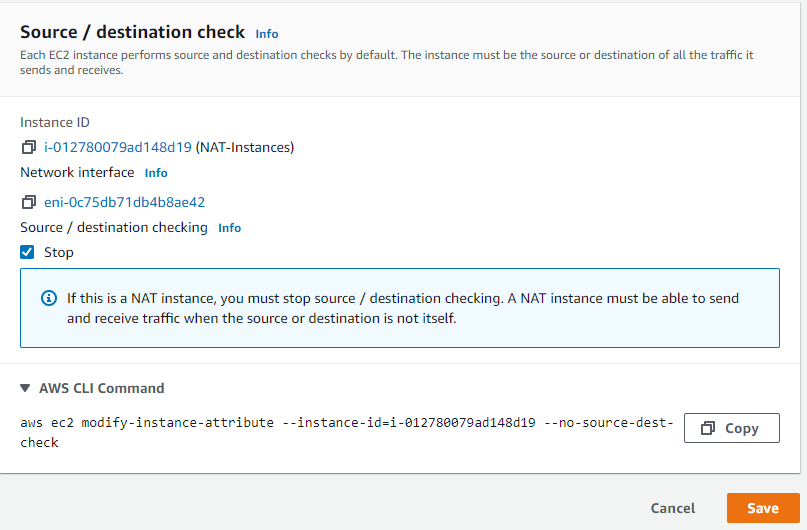 Source / destination check Info
Each EC2 instance performs source and destination checks by default. The instance must be the source or destination of all the traffic it
sends and receives.
Instance ID
i-012780079ad148d19 (NAT-Instances)
Network interface Info
eni-0c75db71db4b8ae42
Source / destination checking Info
Stop
If this is a NAT instance, you must stop source / destination checking. A NAT instance must be able to send
and receive traffic when the source or destination is not itself.
AWS CLI Command
aws ec2 modify-instance-attribute --instance-id=i-012780079ad148d19 --no-source-dest-
check
Copy
Cancel Save